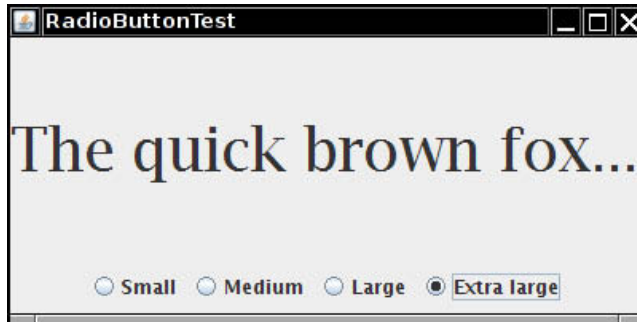 RadioButtonTest
The quick brown fox...
Small Medium Large Extra large